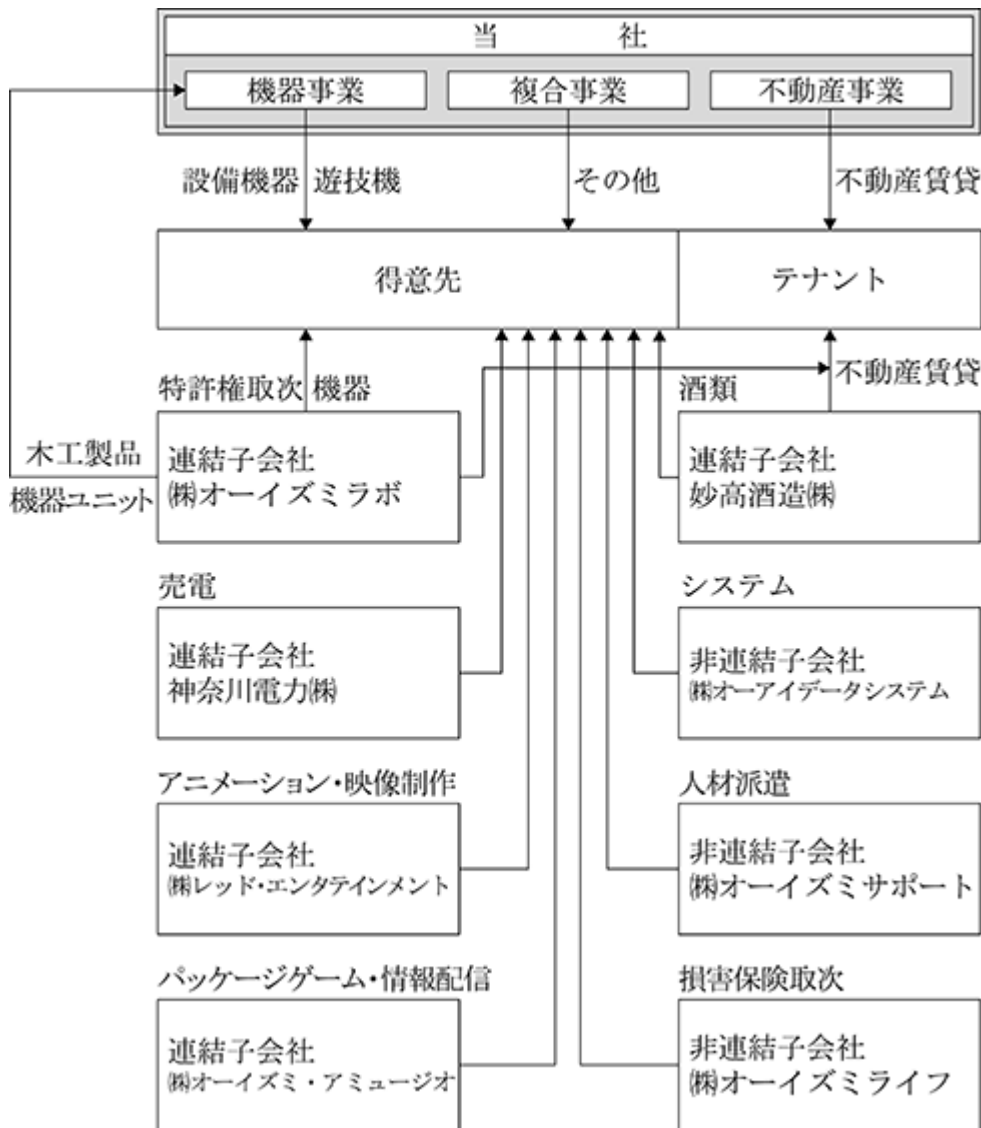 当　社
機器事業
複合事業
不動産事業
設備機器
遊技機
その他
不動産賃貸
得意先
テナント
特許権取次
機器
酒類
不動産賃貸
木工製品
機器ユニット
連結子会社
㈱オーイズミラボ
連結子会社
妙高酒造㈱
売電
システム
連結子会社
神奈川電力㈱
非連結子会社
㈱オーアイデータシステム
アニメーション・映像制作
人材派遣
連結子会社
㈱レッド・エンタテインメント
非連結子会社
㈱オーイズミサポート
パッケージゲーム・情報配信
損害保険取次
連結子会社
㈱オーイズミ・アミュージオ
非連結子会社
㈱オーイズミライフ